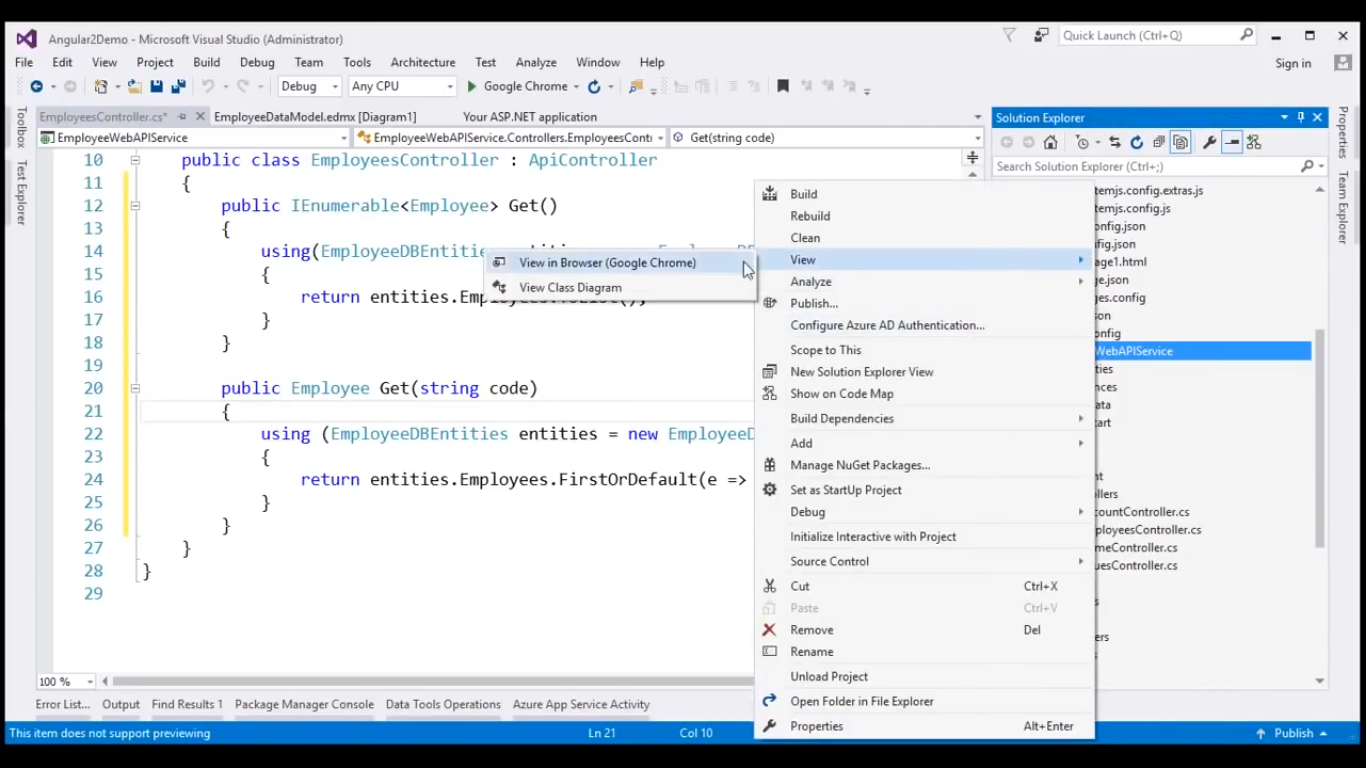 Angular2Demo - Microsoft Visual Studio (Administrator)
Quick Launch (Ctrl+Q)
File Edit View Project Build Debug Team Tools Architecture Test Analyze Window Help
Sign in
Debug Any CPU Google Chrome
Toolbox
Test Explorer
EmployeesController.cs* EmployeeDataModel.edmx [Diagram1] Your ASP.NET application
EmployeeWebAPIService EmployeeWebAPIService.Controllers.EmployeesConti Get(string code)
10 public class EmployeesController : ApiController
11 {
12 public IEnumerable<Employee> Get()
13 {
14 using(EmployeeDBEntitie
15 {
16 return entities.Emp
17 }
18 }
19
20 public Employee Get(string code)
21 {
22 using (EmployeeDBEntities entities = new EmployeeD
23 {
24 return entities.Employees.FirstOrDefault(e =>
25 }
26 }
27 }
28 }
29
View in Browser (Google Chrome)
View Class Diagram
Build
Rebuild
Clean
View
Analyze
Publish...
Configure Azure AD Authentication...
Scope to This
New Solution Explorer View
Show on Code Map
Build Dependencies
Add
Manage NuGet Packages...
Set as StartUp Project
Debug
Initialize Interactive with Project
Source Control
Cut Ctrl+X
Paste Ctrl+V
Remove Del
Rename
Unload Project
Open Folder in File Explorer
Properties Alt+Enter
Solution Explorer
Search Solution Explorer (Ctrl+;)
temjs.config.extras.js
temjs.config.js
onfig.json
age1.html
ge.json
ges.config
son
onfig
WebAPIService
ties
nces
ata
tart
nt
llers
ccountController.cs
ployeesController.cs
meController.cs
uesController.cs
s
ers
s
Properties
Team Explorer
100 %
Error List... Output Find Results 1 Package Manager Console Data Tools Operations Azure App Service Activity
This item does not support previewing Ln 21 Col 10 Publish